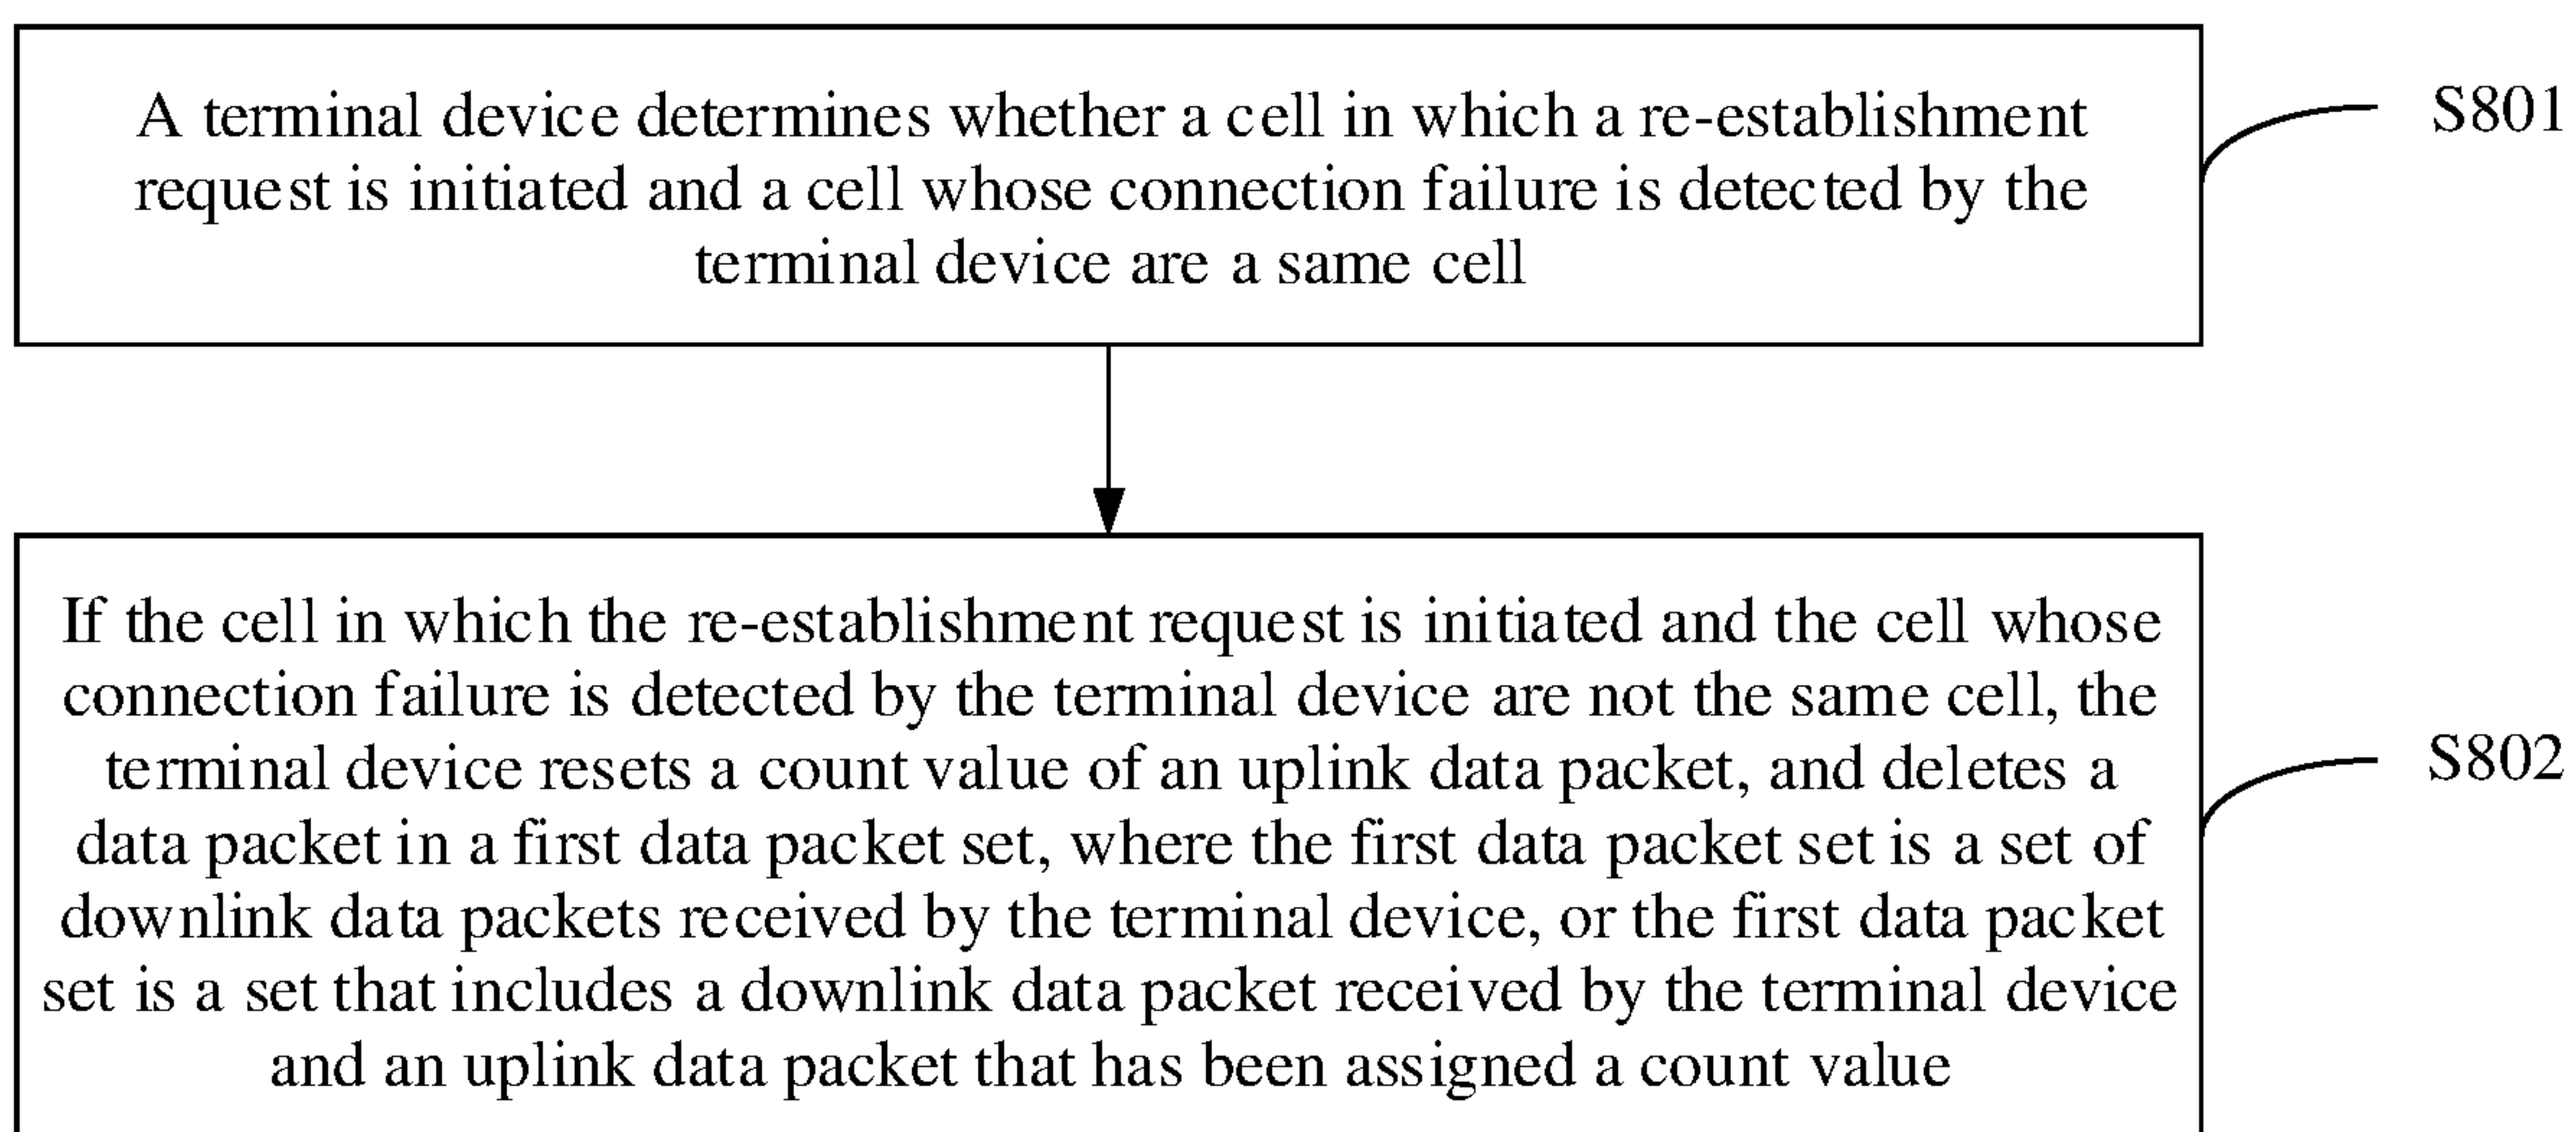 A terminal device determines whether a cell in which a re-establishment
request is initiated and a cell whose connection failure is detected by the
terminal device are a same cell
S801
If the cell in which the re-establishment request is initiated and the cell whose
connection failure is detected by the terminal device are not the same cell, the
terminal device resets a count value of an uplink data packet, and deletes a
data packet in a first data packet set, where the first data packet set is a set of
downlink data packets received by the terminal device, or the first data packet
set is a set that includes a downlink data packet received by the terminal device
and an uplink data packet that has been assigned a count value
S802